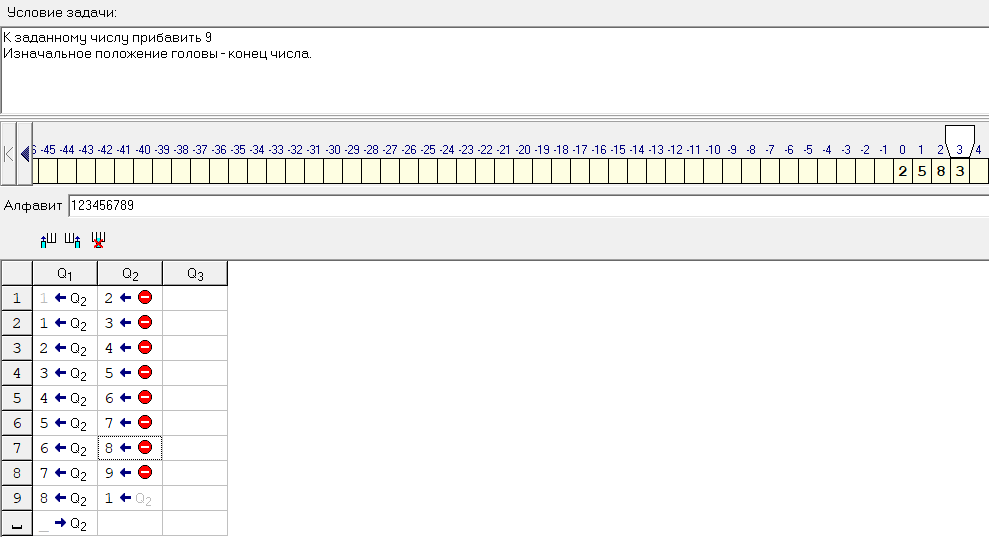 Условие задачи:
К заданному числу прибавить 9
Изначальное положение головы - конец числа.
-45 -44 -43 -42 -41 -40 -39 -38 -37 -36 -35 -34 -33 -32 -31 -30 -29 -28 -27 -26 -25 -24 -23 -22 -21 -20 -19 -18 -17 -16 -15 -14 -13 -12 -11 -10 -9 -8 -7 -6 -5 -4 -3 -2 -1 0 1 2 3 4
2 5 8 3
Алфавит 123456789
Q1 Q2 Q3
1 1 ← Q2 2 ←
2 1 ← Q2 3 ←
3 2 ← Q2 4 ←
4 3 ← Q2 5 ←
5 4 ← Q2 6 ←
6 5 ← Q2 7 ←
7 6 ← Q2 8 ←
8 7 ← Q2 9 ←
9 8 ← Q2 1 ← Q2
_ → Q2